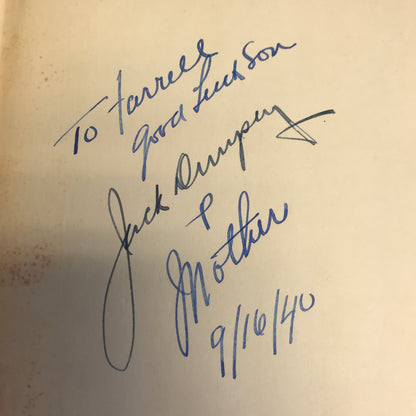 To Farrell
Good Luck Son
Jack Dempsey
&
Mother
9/16/40